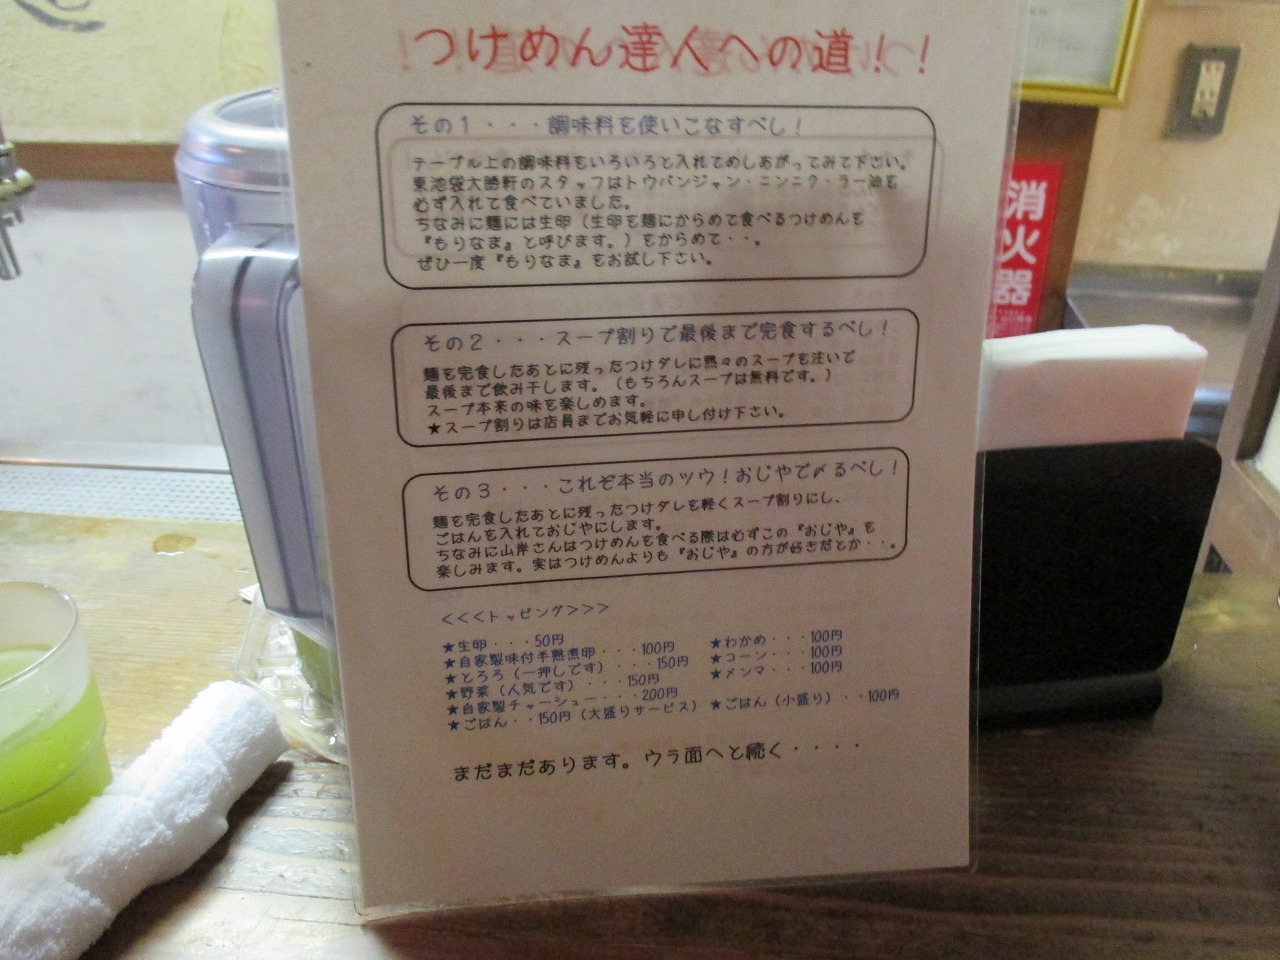 つけめん達人への道!!
その1・・・調味料を使いこなすべし!
テーブル上の調味料をいろいろと入れてめしあがってみて下さい。
東池袋大勝軒のスタッフはトウバンジャン・ニンニク・ラー油を
必ず入れて食べていました。
ちなみに麺には生卵(生卵を麺にからめて食べるつけめんを
『もりなま』と呼びます。)をからめて・・。
ぜひ一度『もりなま』をお試し下さい。
その2・・・スープ割りで最後まで完食するべし!
麺を完食したあとに残ったつけダレに熱々のスープを注いで
最後まで飲み干します。(もちろんスープは無料です。)
スープ本来の味を楽しめます。
★スープ割りは店員までお気軽に申し付け下さい。
その3・・・これぞ本当のツウ!おじやで〆るべし!
麺を完食したあとに残ったつけダレを軽くスープ割りにし、
ごはんを入れておじやにします。
ちなみに山岸さんはつけめんを食べる際は必ずこの『おじや』を
楽しみます。実はつけめんよりも『おじや』の方が好きだとか・・。
<<<トッピング>>>
★生卵・・・50円
★自家製味付半熟煮卵・・・100円
★とろろ(一押しです)・・・150円
★野菜(人気です)・・・150円
★自家製チャーシュー・・・200円
★ごはん・・150円(大盛りサービス)
★わかめ・・・100円
★コーン・・・100円
★メンマ・・・100円
★ごはん(小盛り)・・100円
まだまだあります。ウラ面へと続く・・・・
消火器